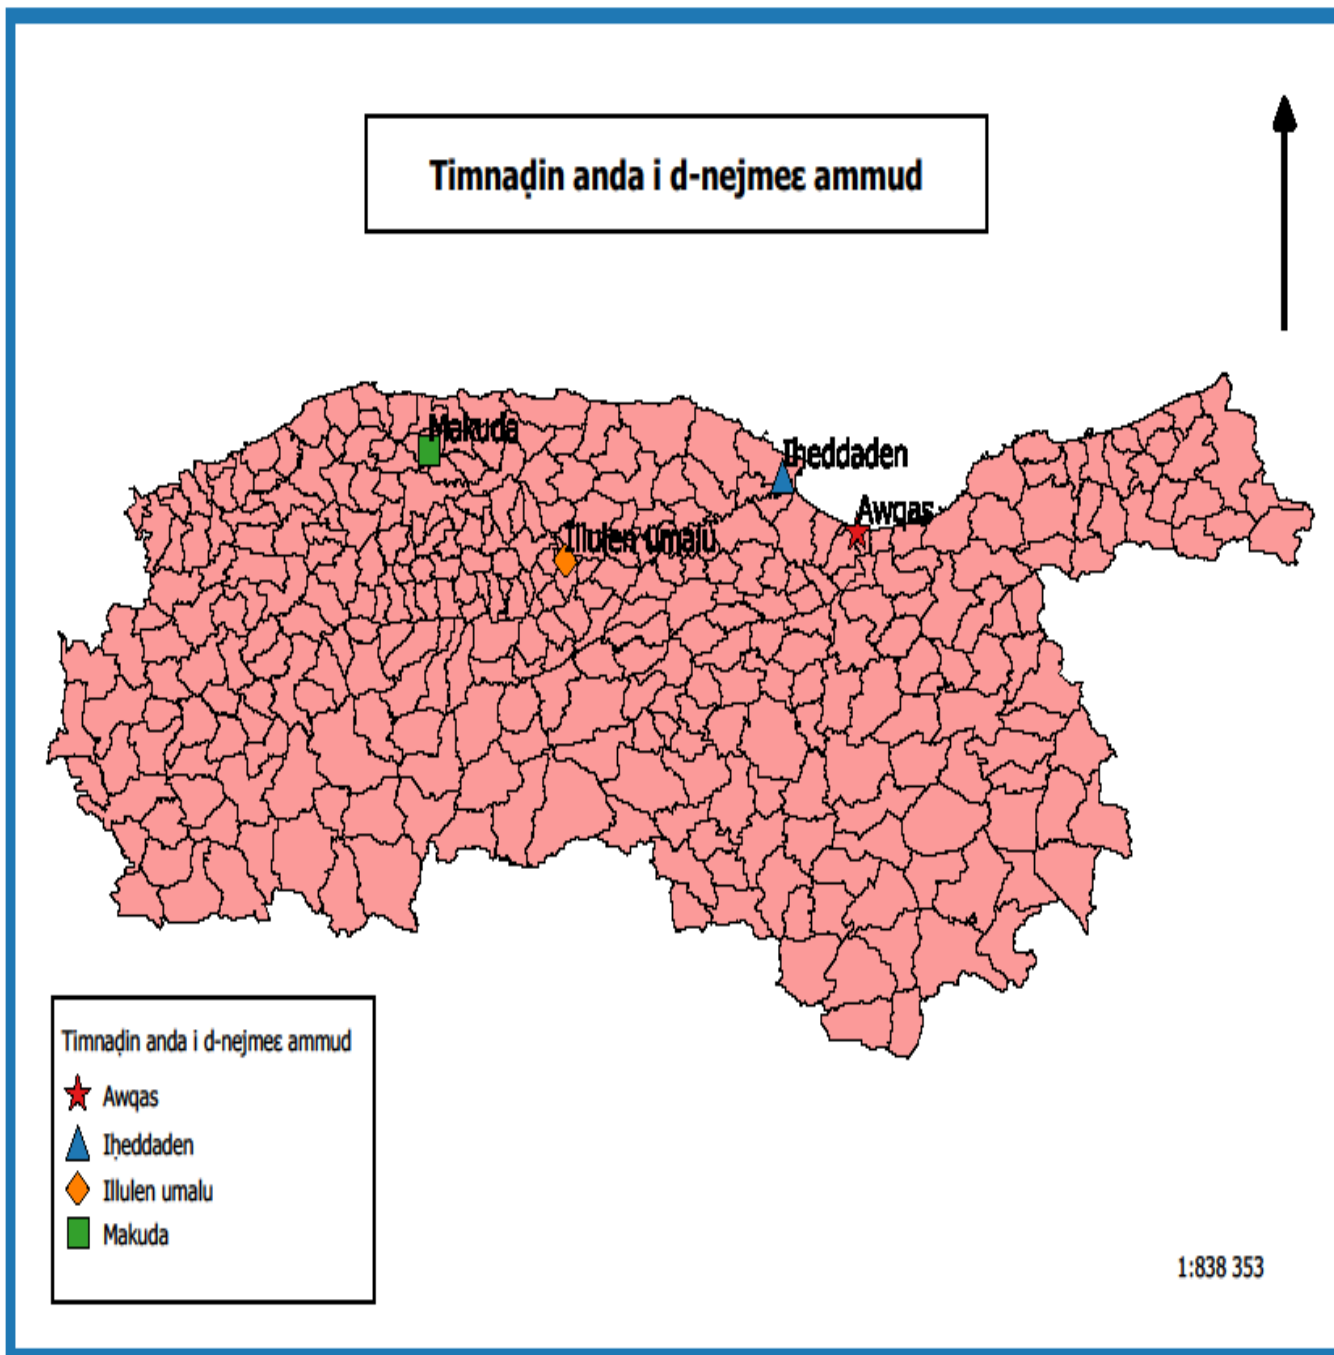 Timnaḍin anda i d-nejmeɛ ammud
Makuda
Iḥeddaden
Awqas
Illulen umalu
Timnaḍin anda i d-nejmeɛ ammud
Awqas
Iḥeddaden
Illulen umalu
Makuda
1:838 353